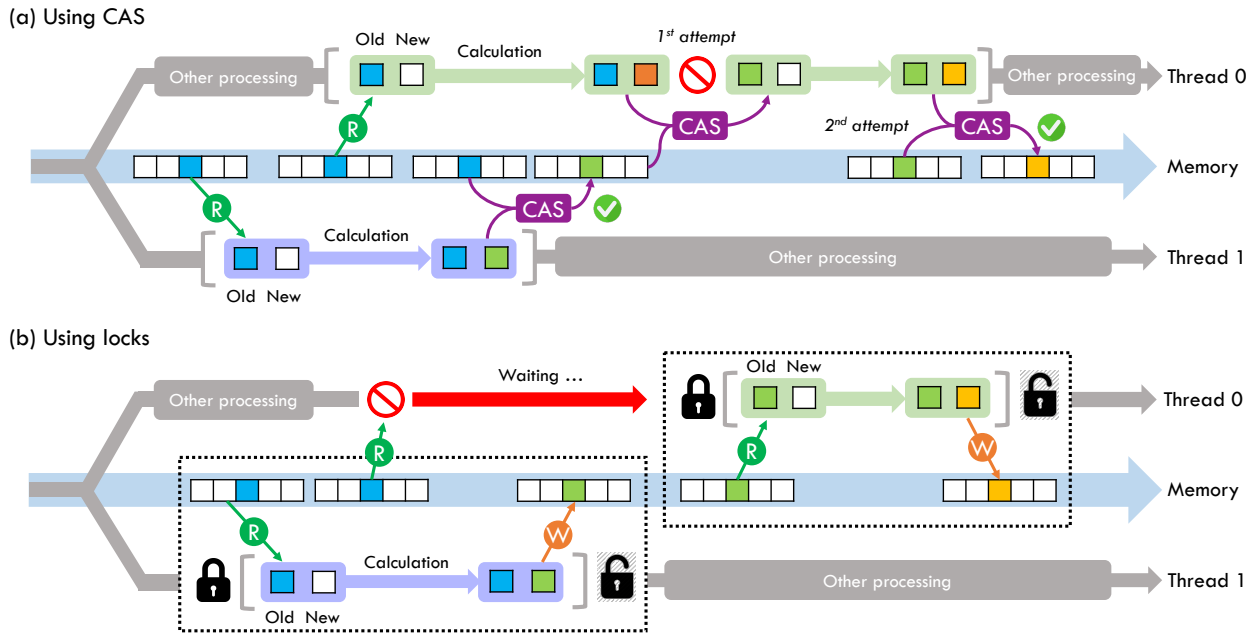 (a) Using CAS
Old New
Calculation
1st attempt
Other processing
Other processing
Thread 0
R
CAS
2nd attempt
CAS
Memory
R
CAS
Calculation
Other processing
Thread 1
Old New
(b) Using locks
Waiting ...
Old New
Other processing
Thread 0
R
R
W
Memory
R
W
Calculation
Other processing
Thread 1
Old New